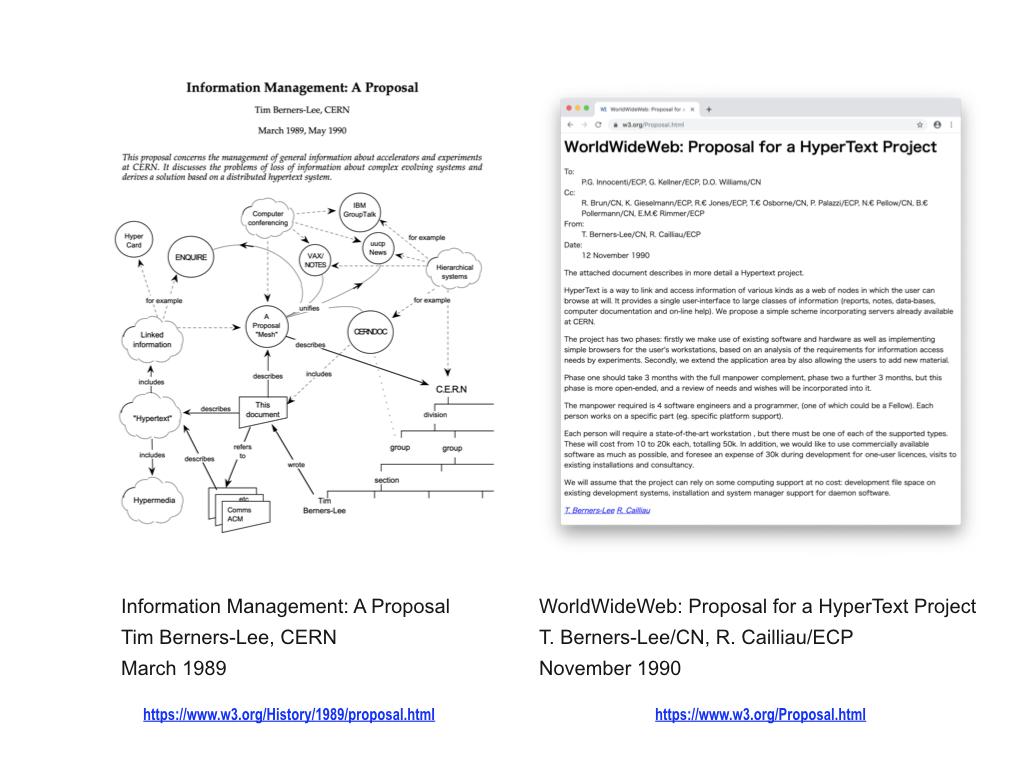 Information Management: A Proposal
Tim Berners-Lee, CERN
March 1989, May 1990
This proposal concerns the management of general information about accelerators and experiments
at CERN. It discusses the problems of loss of information about complex evolving systems and
derives a solution based on a distributed hypertext system.
Computer
conferencing
IBM
GroupTalk
Hyper
Card
ENQUIRE
VAX/
NOTES
uucp
News
for example
Hierarchical
systems
for example
for example
unifies
Linked
information
A
Proposal
"Mesh"
CERNDOC
describes
includes
describes
includes
C.E.R.N
"Hypertext"
describes
This
document
division
includes
describes
refers
to
group
group
wrote
section
Hypermedia
etc
Comms
ACM
Tim
Berners-Lee
WorldWideWeb: Proposal for a
w3.org/Proposal.html
WorldWideWeb: Proposal for a HyperText Project
To:
P.G. Innocenti/ECP, G. Kellner/ECP, D.O. Williams/CN
Cc:
R. Brun/CN, K. Gieselmann/ECP, R.€ Jones/ECP, T.€ Osborne/CN, P. Palazzi/ECP, N.€ Pellow/CN, B.€
Pollermann/CN, E.M.€ Rimmer/ECP
From:
T. Berners-Lee/CN, R. Cailliau/ECP
Date:
12 November 1990
The attached document describes in more detail a Hypertext project.
HyperText is a way to link and access information of various kinds as a web of nodes in which the user can
browse at will. It provides a single user-interface to large classes of information (reports, notes, data-bases,
computer documentation and on-line help). We propose a simple scheme incorporating servers already available
at CERN.
The project has two phases: firstly we make use of existing software and hardware as well as implementing
simple browsers for the user's workstations, based on an analysis of the requirements for information access
needs by experiments. Secondly, we extend the application area by also allowing the users to add new material.
Phase one should take 3 months with the full manpower complement, phase two a further 3 months, but this
phase is more open-ended, and a review of needs and wishes will be incorporated into it.
The manpower required is 4 software engineers and a programmer, (one of which could be a Fellow). Each
person works on a specific part (eg. specific platform support).
Each person will require a state-of-the-art workstation , but there must be one of each of the supported types.
These will cost from 10 to 20k each, totalling 50k. In addition, we would like to use commercially available
software as much as possible, and foresee an expense of 30k during development for one-user licences, visits to
existing installations and consultancy.
We will assume that the project can rely on some computing support at no cost: development file space on
existing development systems, installation and system manager support for daemon software.
T. Berners-Lee R. Cailliau
Information Management: A Proposal
Tim Berners-Lee, CERN
March 1989
https://www.w3.org/History/1989/proposal.html
WorldWideWeb: Proposal for a HyperText Project
T. Berners-Lee/CN, R. Cailliau/ECP
November 1990
https://www.w3.org/Proposal.html